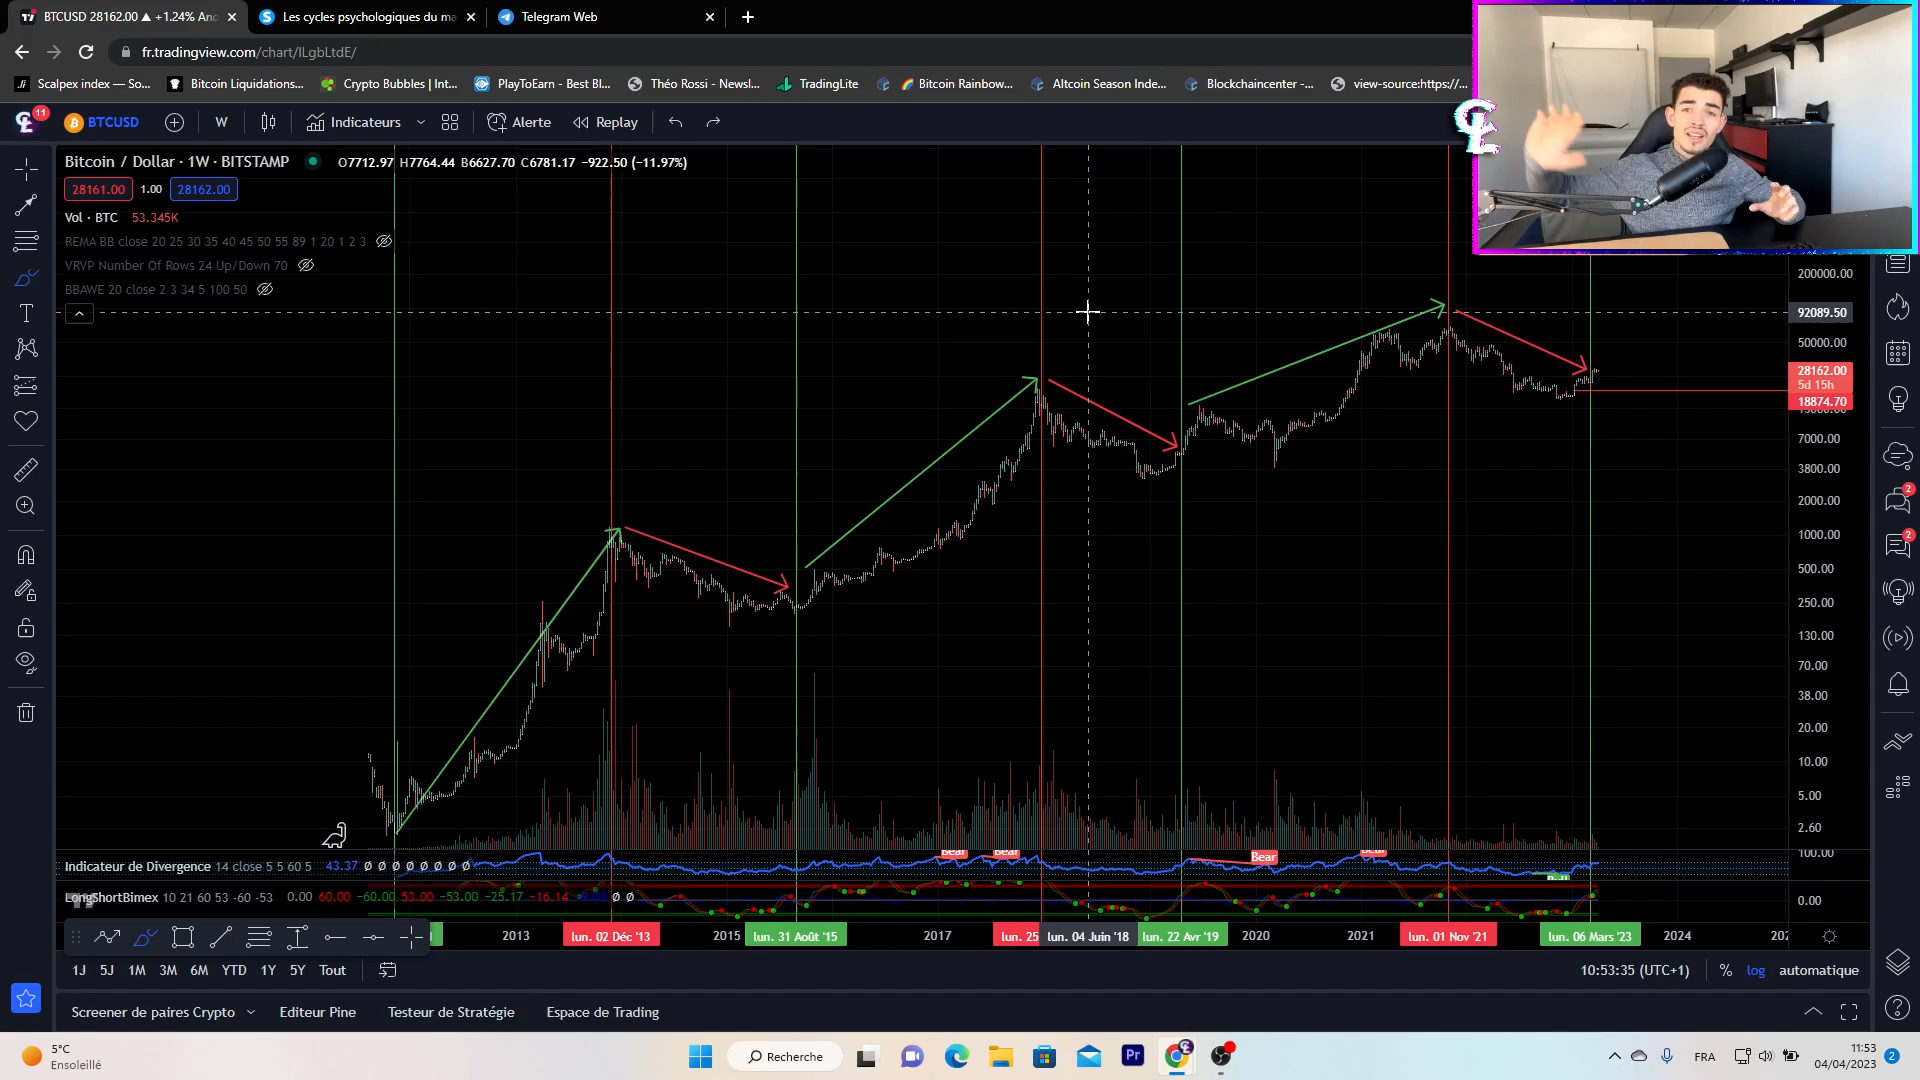 BTCUSD 28162.00 ▲ +1.24% Ano
Les cycles psychologiques du ma
Telegram Web
fr.tradingview.com/chart/lLgbLtdE/
Scalpex index — So...
Bitcoin Liquidations...
Crypto Bubbles | Int...
PlayToEarn - Best Bl...
Théo Rossi - Newsl...
TradingLite
Bitcoin Rainbow...
Altcoin Season Inde...
Blockchaincenter -...
view-source:https://...
11
BTCUSD
W
Indicateurs
Alerte
Replay
Bitcoin / Dollar · 1W · BITSTAMP
O7712.97 H7764.44 B6627.70 C6781.17 −922.50 (−11.97%)
28161.00 1.00 28162.00
Vol · BTC 53.345K
REMA BB close 20 25 30 35 40 45 50 55 89 1 20 1 2 3
VRVP Number Of Rows 24 Up/Down 70
BBAWE 20 close 2 3 34 5 100 50
200000.00
92089.50
50000.00
28162.00
5d 15h
18874.70
7000.00
3800.00
2000.00
1000.00
500.00
250.00
130.00
70.00
38.00
20.00
10.00
5.00
2.60
100.00
0.00
2
2
Bear
Bear
Bear
Bear
Indicateur de Divergence 14 close 5 5 60 5 43.37 Ø Ø Ø Ø Ø Ø Ø Ø
LongShortBimex 10 21 60 53 -60 -53 0.00 60.00 −60.00 53.00 −53.00 −25.17 −16.14 Ø Ø
2013
lun. 02 Déc '13
2015
lun. 31 Août '15
2017
lun. 25
lun. 04 Juin '18
lun. 22 Avr '19
2020
2021
lun. 01 Nov '21
lun. 06 Mars '23
2024
202
1J 5J 1M 3M 6M YTD 1Y 5Y Tout
10:53:35 (UTC+1) % log automatique
Screener de paires Crypto
Editeur Pine
Testeur de Stratégie
Espace de Trading
5°C
Ensoleillé
Recherche
Pr
FRA
11:53
04/04/2023
2